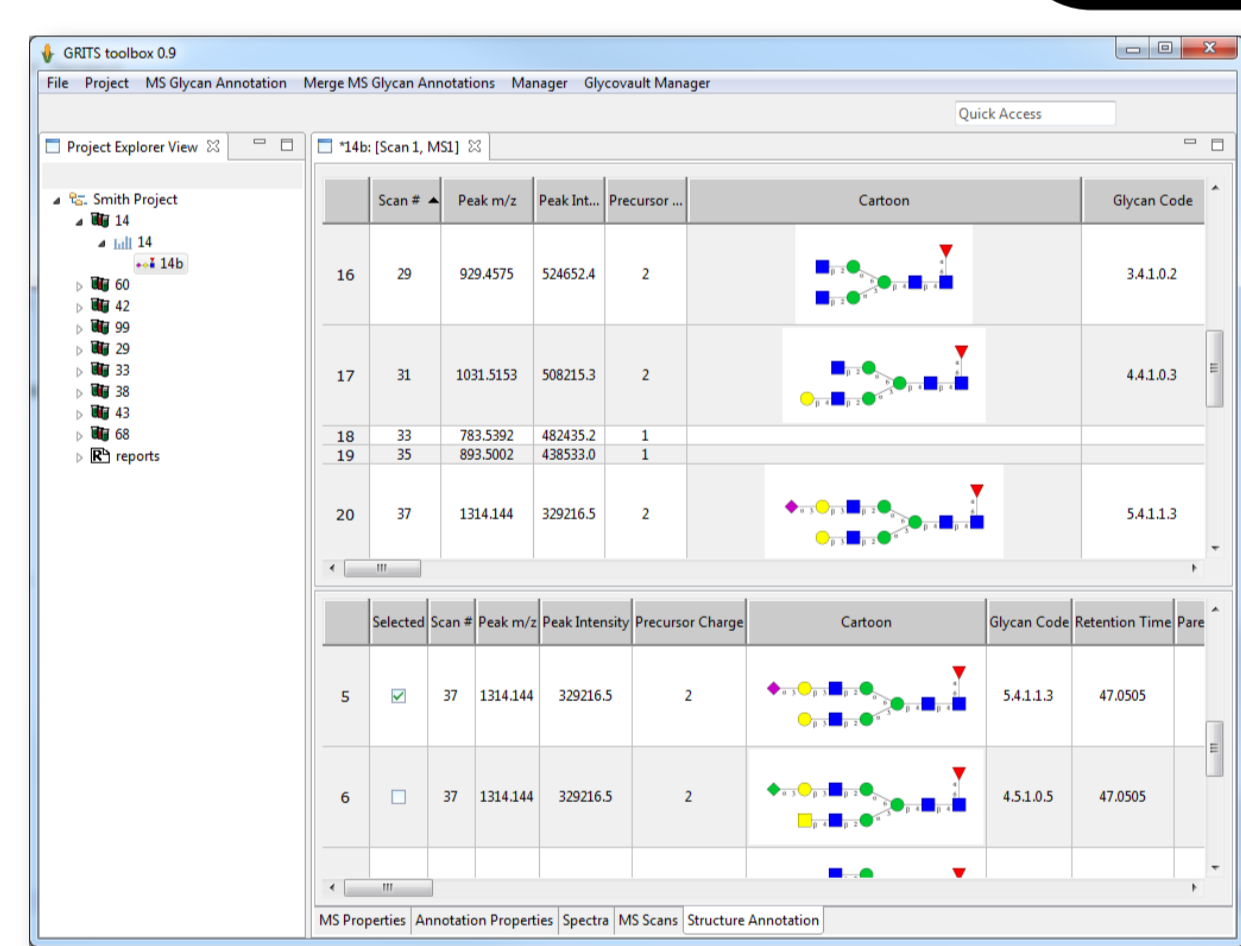 GRITS toolbox 0.9
File Project MS Glycan Annotation Merge MS Glycan Annotations Manager Glycovault Manager
Quick Access
Project Explorer View
Smith Project
14
14
14b
60
42
99
29
33
38
43
68
R reports
*14b: [Scan 1, MS1]
Scan # Peak m/z Peak Int... Precursor ... Cartoon Glycan Code
16 29 929.4575 524652.4 2 3.4.1.0.2
17 31 1031.5153 508215.3 2 4.4.1.0.3
18 33 783.5392 482435.2 1
19 35 893.5002 438533.0 1
20 37 1314.144 329216.5 2 5.4.1.1.3
Selected Scan # Peak m/z Peak Intensity Precursor Charge Cartoon Glycan Code Retention Time Pare
5 37 1314.144 329216.5 2 5.4.1.1.3 47.0505
6 37 1314.144 329216.5 2 4.5.1.0.5 47.0505
MS Properties Annotation Properties Spectra MS Scans Structure Annotation